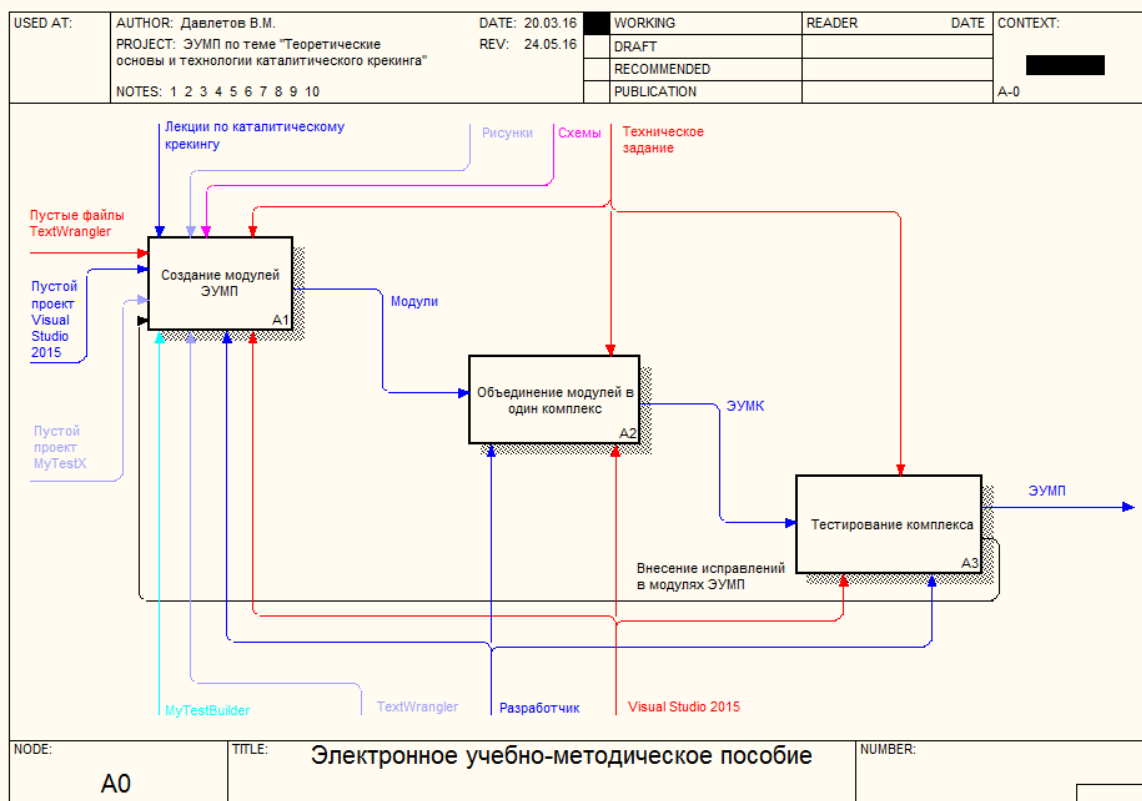 USED AT:
AUTHOR: Давлетов В.М.
DATE: 20.03.16
WORKING
READER
DATE
CONTEXT:
PROJECT: ЭУМП по теме "Теоретические
REV: 24.05.16
DRAFT
основы и технологии каталитического крекинга"
RECOMMENDED
NOTES: 1 2 3 4 5 6 7 8 9 10
PUBLICATION
A-0
Лекции по каталитическому
крекингу
Рисунки
Схемы
Техническое
задание
Пустые файлы
TextWrangler
Создание модулей
ЭУМП
A1
Пустой
проект
Visual
Studio
2015
Модули
Объединение модулей в
один комплекс
A2
ЭУМК
Пустой
проект
MyTestX
Тестирование комплекса
A3
ЭУМП
Внесение исправлений
в модулях ЭУМП
MyTestBuilder
TextWrangler
Разработчик
Visual Studio 2015
NODE:
TITLE:
Электронное учебно-методическое пособие
NUMBER:
A0